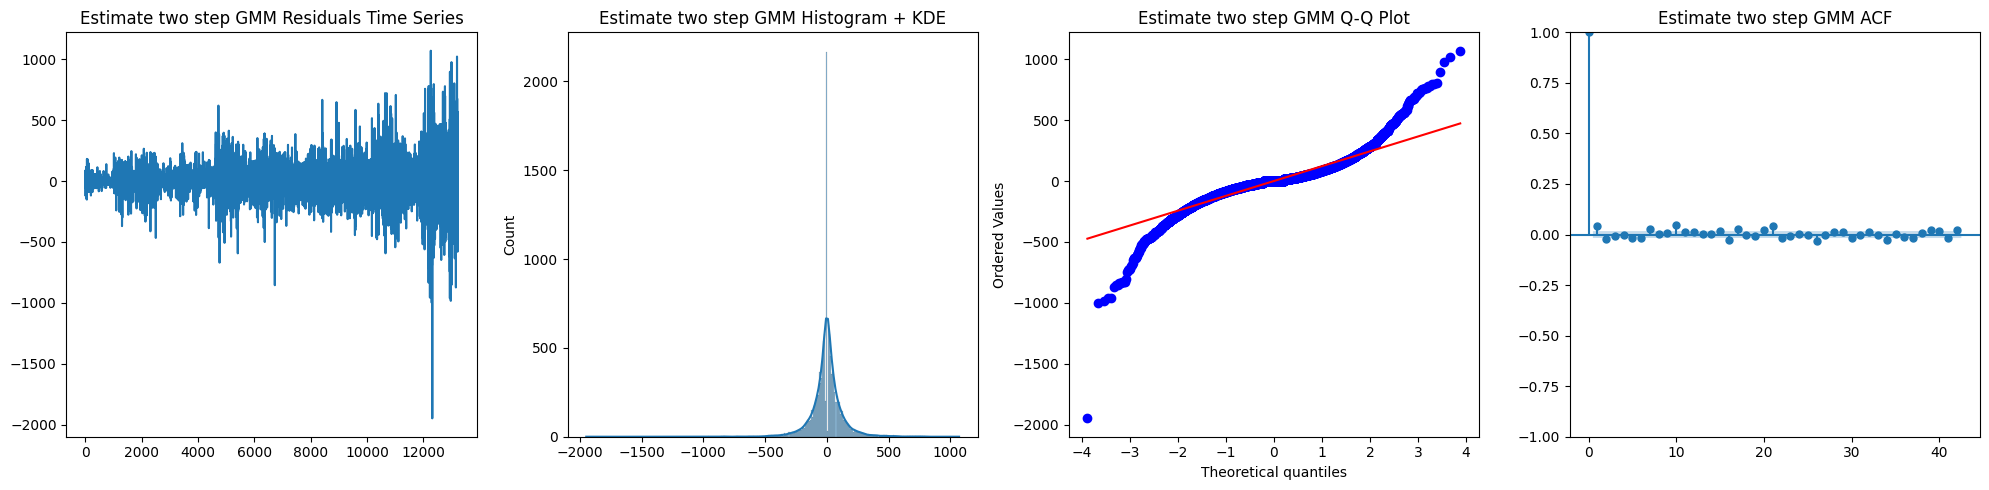 Estimate two step GMM Residuals Time Series
1000
500
0
−500
−1000
−1500
−2000
0 2000 4000 6000 8000 10000 12000
Estimate two step GMM Histogram + KDE
Count
2000
1500
1000
500
0
−2000 −1500 −1000 −500 0 500 1000
Estimate two step GMM Q-Q Plot
Ordered Values
1000
500
0
−500
−1000
−1500
−2000
−4 −3 −2 −1 0 1 2 3 4
Theoretical quantiles
Estimate two step GMM ACF
1.00
0.75
0.50
0.25
0.00
−0.25
−0.50
−0.75
−1.00
0 10 20 30 40